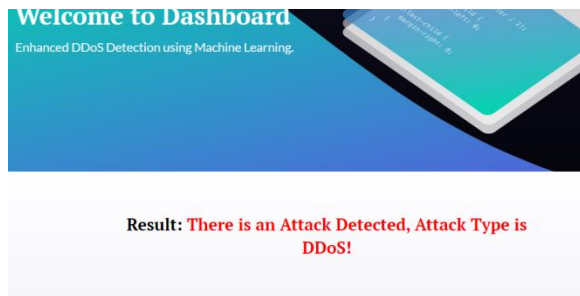 Welcome to Dashboard
Enhanced DDoS Detection using Machine Learning.
Result: There is an Attack Detected, Attack Type is
DDoS!